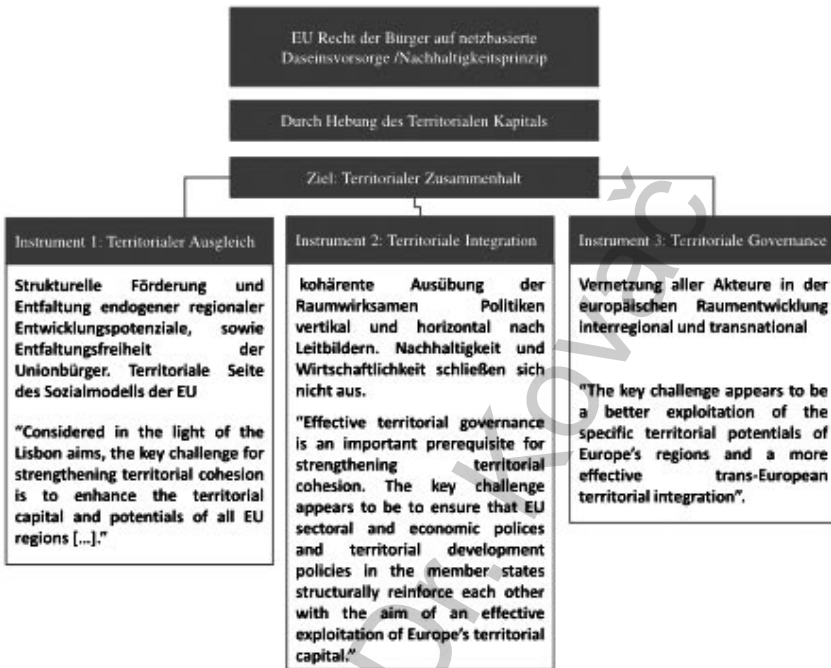 EU Recht der Bürger auf netzbasierte
Daseinsvorsorge /Nachhaltigkeitsprinzip
Durch Hebung des Territorialen Kapitals
Ziel: Territorialer Zusammenhalt
Instrument 1: Territorialer Ausgleich
Strukturelle Förderung und
Entfaltung endogener regionaler
Entwicklungspotenziale, sowie
Entfaltungsfreiheit der
Unionbürger. Territoriale Seite
des Sozialmodells der EU
"Considered in the light of the
Lisbon aims, the key challenge for
strengthening territorial cohesion
is to enhance the territorial
capital and potentials of all EU
regions [...]."
Instrument 2: Territoriale Integration
kohärente Ausübung der
Raumwirksamen Politiken
vertikal und horizontal nach
Leitbildern. Nachhaltigkeit und
Wirtschaftlichkeit schließen sich
nicht aus.
"Effective territorial governance
is an important prerequisite for
strengthening territorial
cohesion. The key challenge
appears to be to ensure that EU
sectoral and economic polices
and territorial development
policies in the member states
structurally reinforce each other
with the aim of an effective
exploitation of Europe's territorial
capital."
Instrument 3: Territoriale Governance
Vernetzung aller Akteure in der
europäischen Raumentwicklung
interregional und transnational
"The key challenge appears to be
a better exploitation of the
specific territorial potentials of
Europe's regions and a more
effective trans-European
territorial integration".
Dr. Kovač